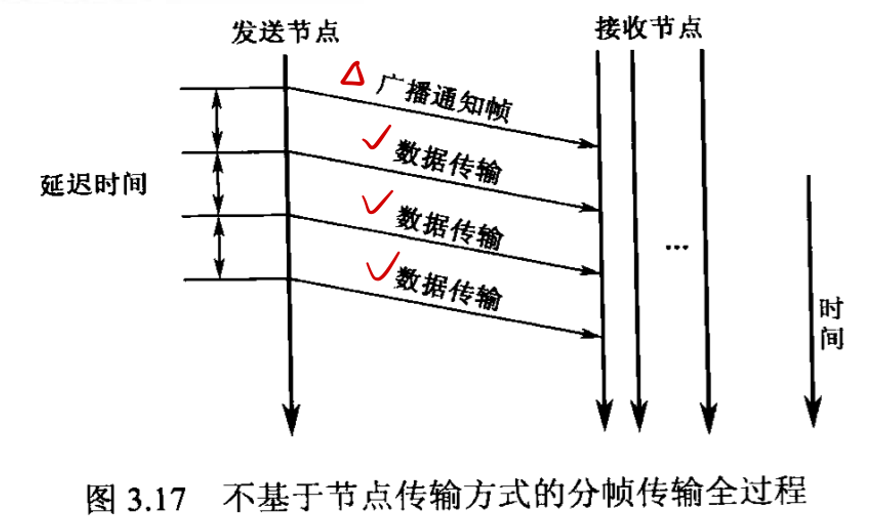 发送节点
接收节点
广播通知帧
数据传输
延迟时间
数据传输
...
数据传输
时间
图 3.17 不基于节点传输方式的分帧传输全过程